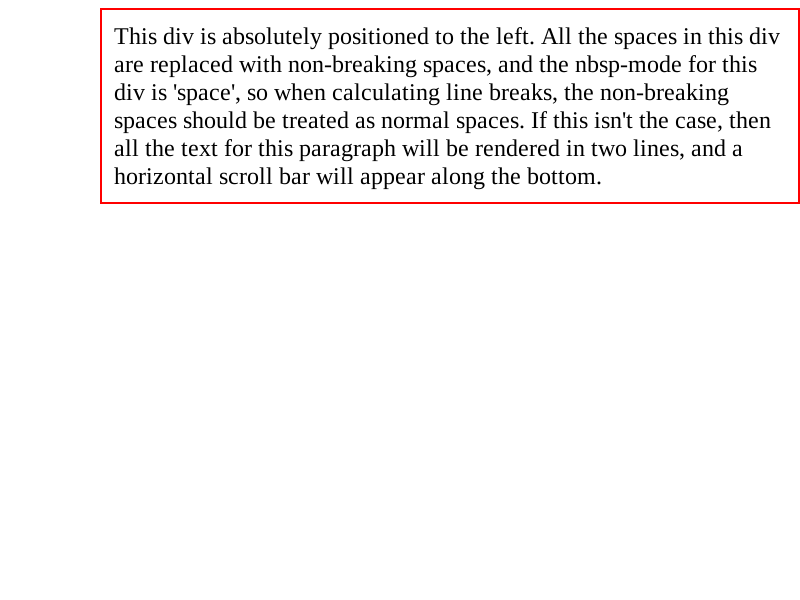 This div is absolutely positioned to the left. All the spaces in this div
are replaced with non-breaking spaces, and the nbsp-mode for this
div is 'space', so when calculating line breaks, the non-breaking
spaces should be treated as normal spaces. If this isn't the case, then
all the text for this paragraph will be rendered in two lines, and a
horizontal scroll bar will appear along the bottom.